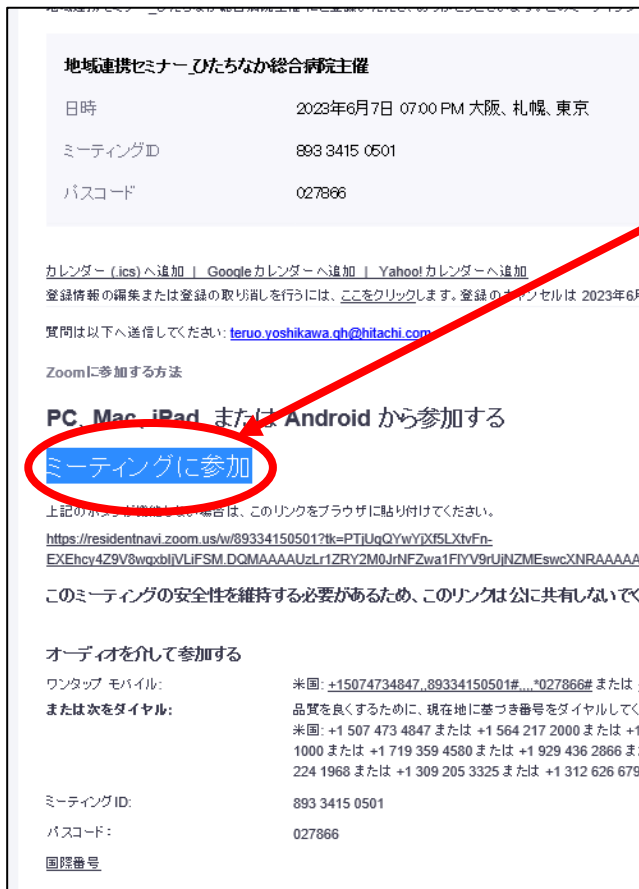 地域連携セミナー_ひたちなか総合病院主催
日時 2023年6月7日 07:00 PM 大阪、札幌、東京
ミーティングID 893 3415 0501
パスコード 027866
カレンダー (.ics) へ追加 | Googleカレンダーへ追加 | Yahoo!カレンダーへ追加
登録情報の編集または登録の取り消しを行うには、ここをクリックします。登録のキャンセルは 2023年6月
質問は以下へ送信してください: teruo.yoshikawa.qh@hitachi.com
Zoomに参加する方法
PC、Mac、iPad、または Android から参加する
ミーティングに参加
上記のボタンが機能しない場合は、このリンクをブラウザに貼り付けてください。
https://residentnavi.zoom.us/w/89334150501?tk=PTjUqQYwYjXf5LXtvFn-
EXEhcy4Z9V8wqxbljVLiFSM.DQMAAAAUzLr1ZRY2M0JrNFZwa1FIYV9rUjNZMEswcXNRAAAAA
このミーティングの安全性を維持する必要があるため、このリンクは公に共有しないでく
オーディオを介して参加する
ワンタップ モバイル: 米国: +15074734847,,89334150501#,,,,*027866# または
または次をダイヤル: 品質を良くするために、現在地に基づき番号をダイヤルしてく
米国: +1 507 473 4847 または +1 564 217 2000 または +1
1000 または +1 719 359 4580 または +1 929 436 2866 ま
224 1968 または +1 309 205 3325 または +1 312 626 679
ミーティングID: 893 3415 0501
パスコード: 027866
国際番号